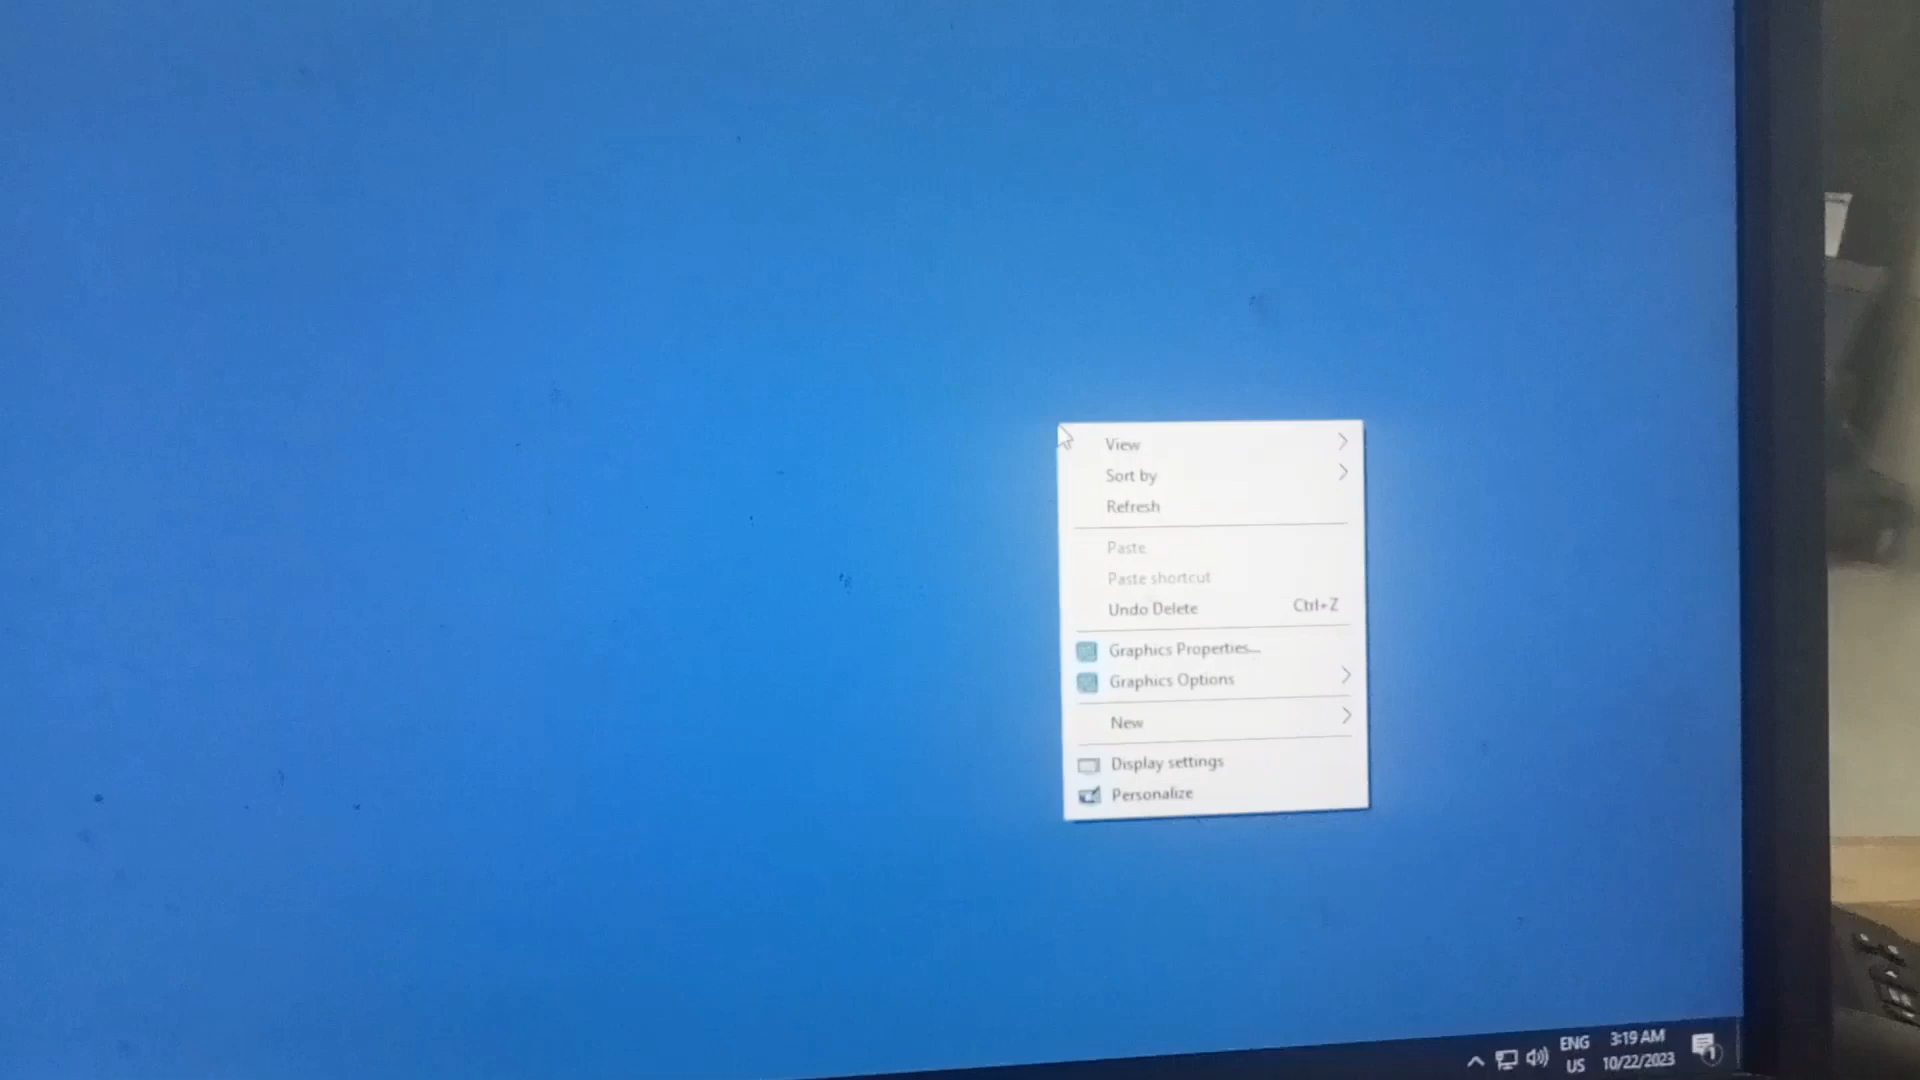 View
Sort by
Refresh
Paste
Paste shortcut
Undo Delete Ctrl+Z
Graphics Properties...
Graphics Options
New
Display settings
Personalize
ENG 3:19 AM
US 10/22/2023
1